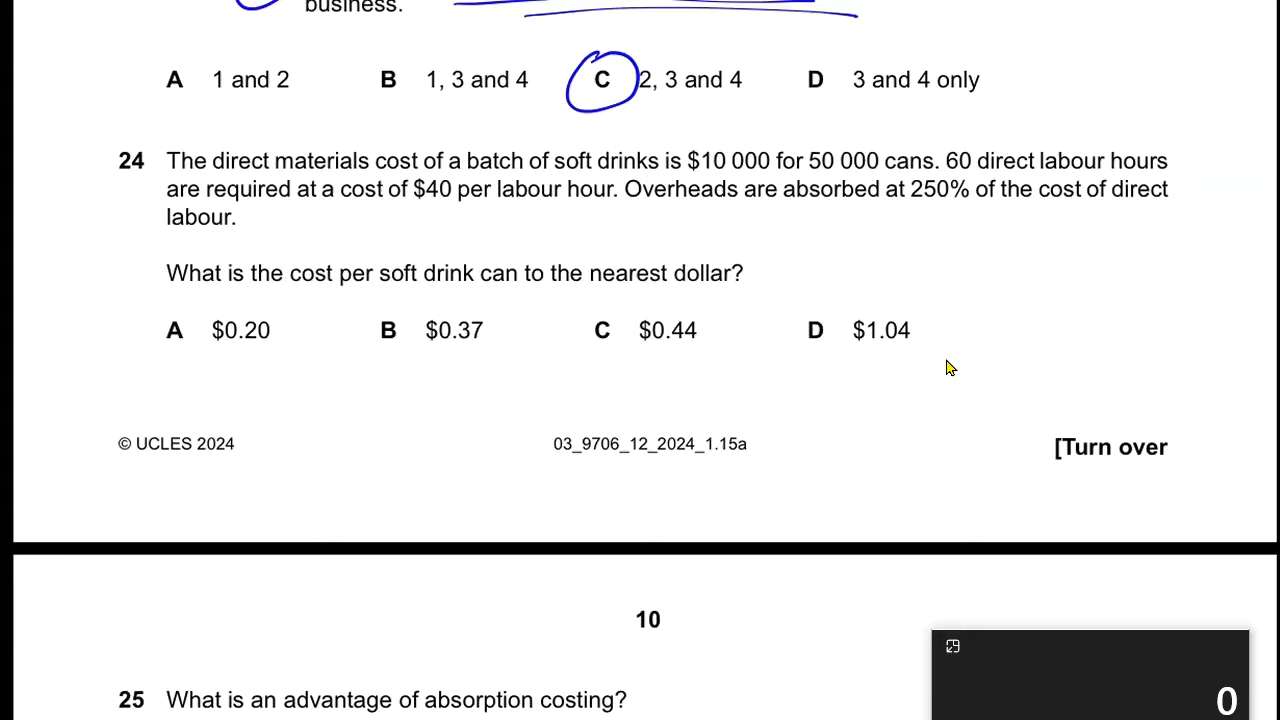 business.
A 1 and 2 B 1, 3 and 4 C 2, 3 and 4 D 3 and 4 only
24 The direct materials cost of a batch of soft drinks is $10 000 for 50 000 cans. 60 direct labour hours
are required at a cost of $40 per labour hour. Overheads are absorbed at 250% of the cost of direct
labour.
What is the cost per soft drink can to the nearest dollar?
A $0.20 B $0.37 C $0.44 D $1.04
© UCLES 2024 03_9706_12_2024_1.15a [Turn over
10
25 What is an advantage of absorption costing?
0